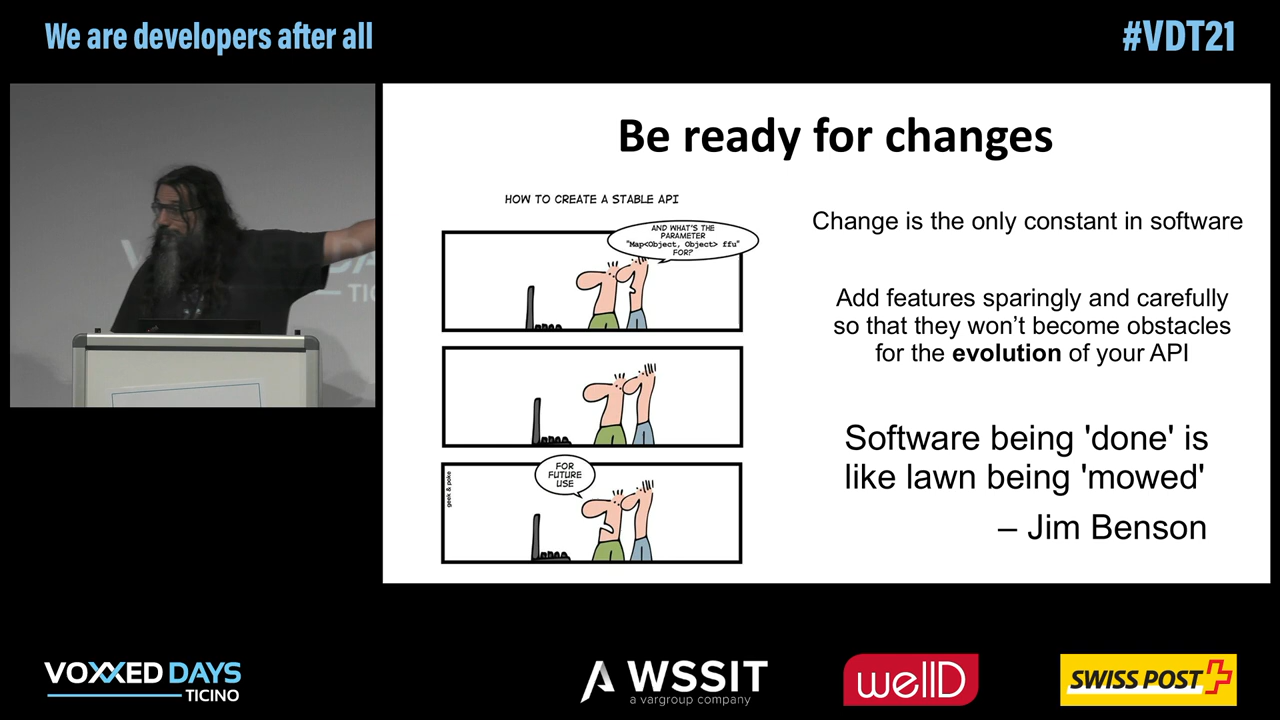 We are developers after all
#VDT21
Be ready for changes
HOW TO CREATE A STABLE API
AND WHAT'S THE
PARAMETER
"Map<Object, Object> ffu"
FOR?
FOR
FUTURE
USE
geek & poke
Change is the only constant in software
Add features sparingly and carefully
so that they won't become obstacles
for the evolution of your API
Software being 'done' is
like lawn being 'mowed'
– Jim Benson
VOXXED DAYS
TICINO
WSSIT
a vargroup company
wellD
SWISS POST